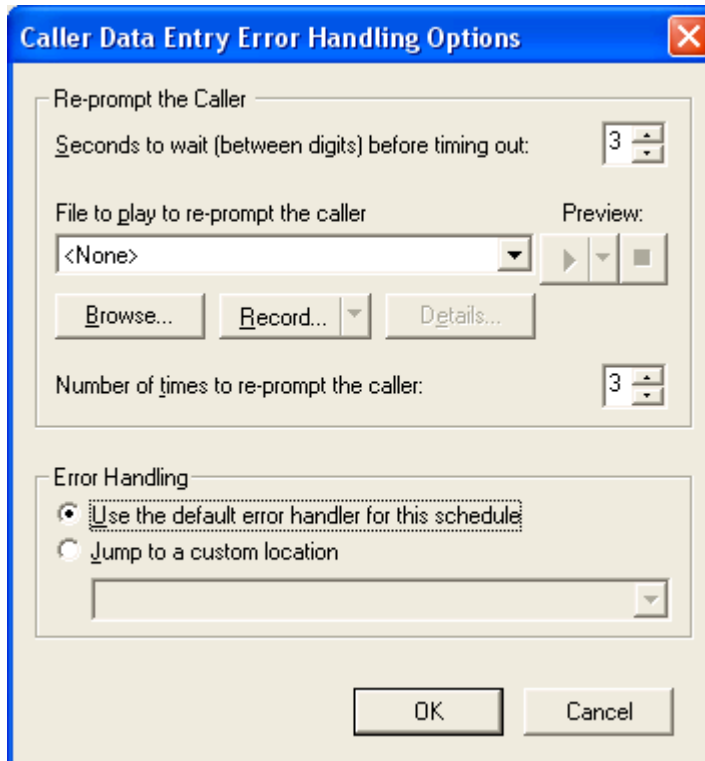 Caller Data Entry Error Handling Options
Re-prompt the Caller
Seconds to wait (between digits) before timing out: 3
File to play to re-prompt the caller Preview:
<None>
Browse... Record... Details...
Number of times to re-prompt the caller: 3
Error Handling
Use the default error handler for this schedule
Jump to a custom location
OK Cancel